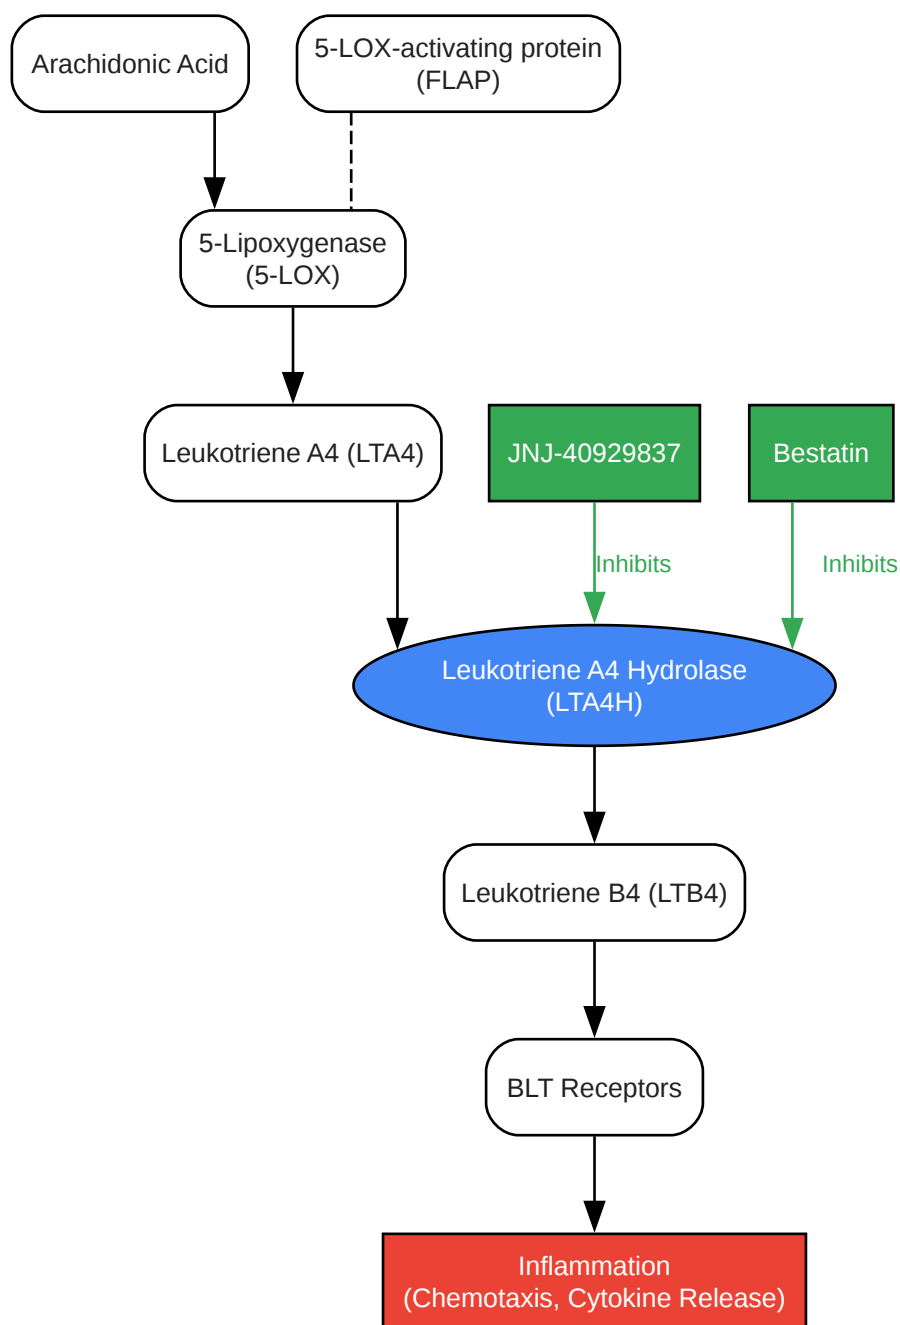 Arachidonic Acid
5-LOX-activating protein
(FLAP)
5-Lipoxygenase
(5-LOX)
Leukotriene A4 (LTA4)
JNJ-40929837
Bestatin
Inhibits
Inhibits
Leukotriene A4 Hydrolase
(LTA4H)
Leukotriene B4 (LTB4)
BLT Receptors
Inflammation
(Chemotaxis, Cytokine Release)